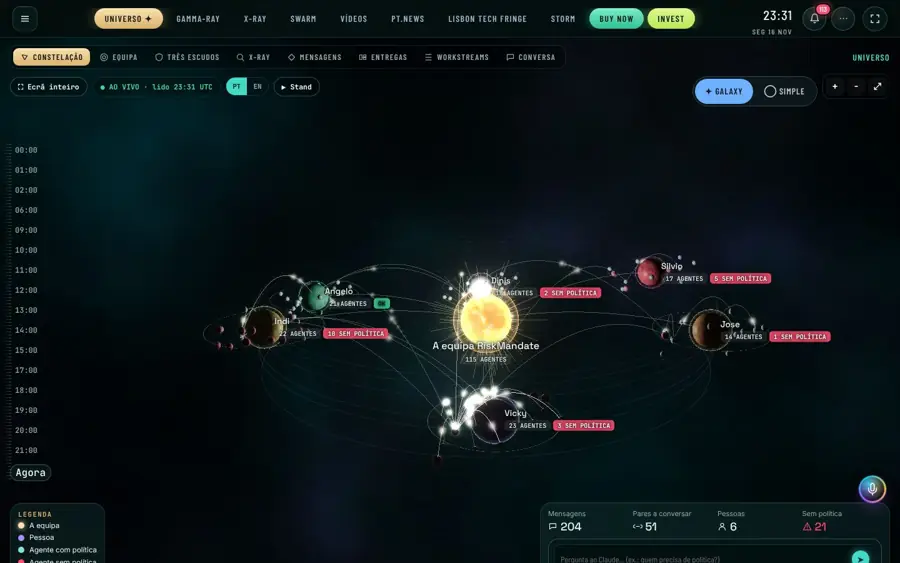 UNIVERSO ✦ GAMMA-RAY X-RAY SWARM VÍDEOS PT.NEWS LISBON TECH FRINGE STORM BUY NOW INVEST 23:31 113
SEG 16 NOV
CONSTELAÇÃO EQUIPA TRÊS ESCUDOS X-RAY MENSAGENS ENTREGAS WORKSTREAMS CONVERSA UNIVERSO
Ecrã inteiro AO VIVO · lido 23:31 UTC PT EN ▶ Stand ✦ GALAXY SIMPLE + -
00:00
01:00
02:00
06:00
07:00
09:00
10:00
11:00
12:00
13:00
14:00
15:00
17:00
18:00
19:00
20:00
21:00
Agora
Silvio
AGENTES 5 SEM POLÍTICA
Dinis
AGENTES 2 SEM POLÍTICA
Angelo
AGENTES OK
Indi
22 AGENTES 10 SEM POLÍTICA
Jose
14 AGENTES 1 SEM POLÍTICA
A equipa RiskMandate
115 AGENTES
Vicky
23 AGENTES 3 SEM POLÍTICA
LEGENDA
A equipa
Pessoa
Agente com política
Agente sem política
Mensagens Pares a conversar Pessoas Sem política
204 51 6 21
Pergunta ao Claude... (ex.: quem precisa de política?)